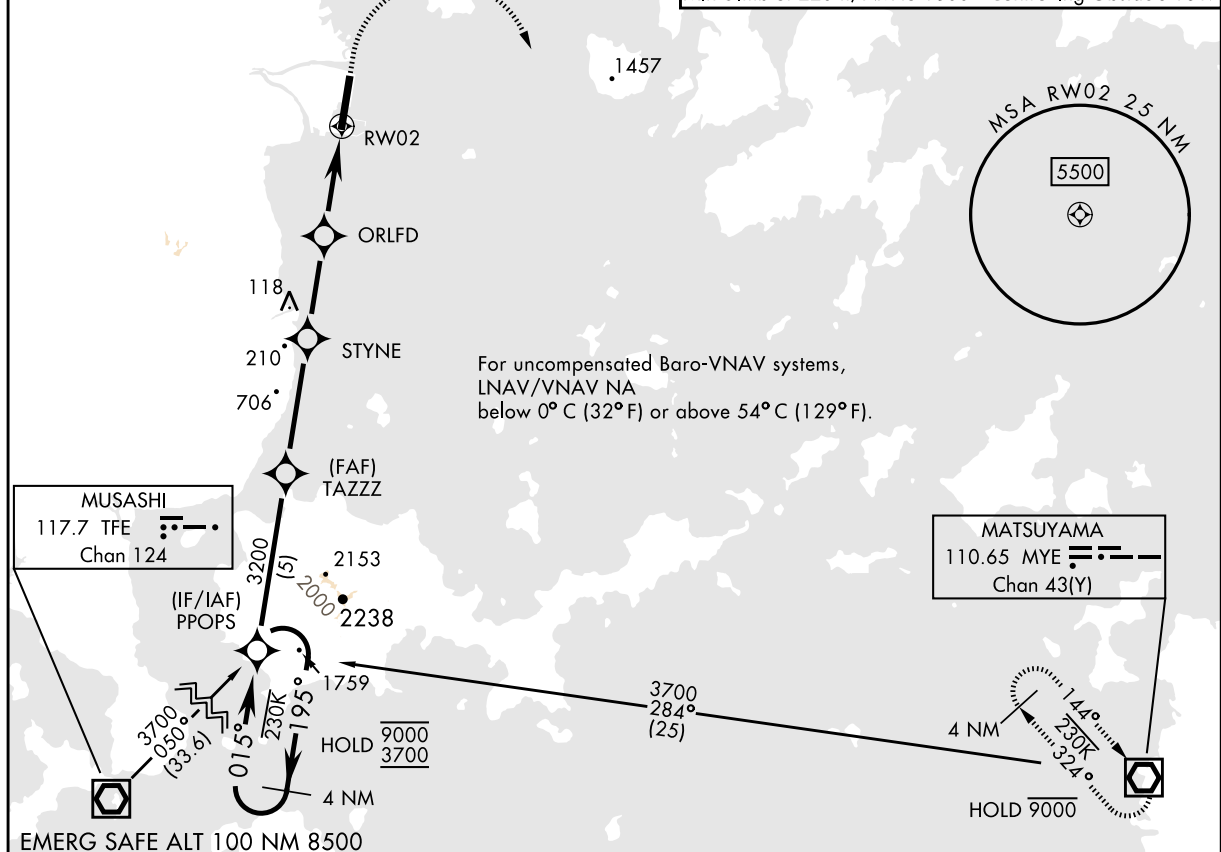 1457
RW02
MSA RW02 25 NM
5500
ORLFD
118
STYNE
210
706
For uncompensated Baro-VNAV systems,
LNAV/VNAV NA
below 0° C (32° F) or above 54° C (129° F).
(FAF)
TAZZZ
MUSASHI
117.7 TFE
Chan 124
MATSUYAMA
110.65 MYE
Chan 43(Y)
3200
(5)
2153
2000
2238
(IF/IAF)
PPOPS
1759
3700
050°
(33.6)
015°
230K
195°
HOLD 9000
3700
4 NM
3700
284°
(25)
4 NM
144°
230K
324°
HOLD 9000
EMERG SAFE ALT 100 NM 8500